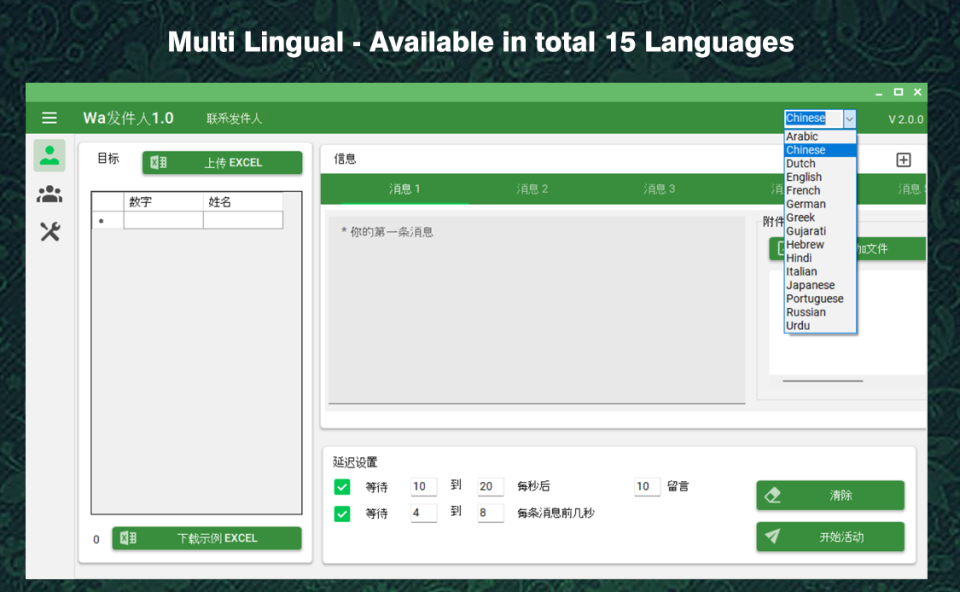 Multi Lingual - Available in total 15 Languages
Wa发件人1.0
联系发件人
Chinese
V 2.0.0
目标
上传 EXCEL
数字
姓名
0
下载示例 EXCEL
信息
消息 1
消息 2
消息 3
消
消息
* 你的第一条消息
附件
加文件
Arabic
Chinese
Dutch
English
French
German
Greek
Gujarati
Hebrew
Hindi
Italian
Japanese
Portuguese
Russian
Urdu
延迟设置
等待 10 到 20 每秒后 10 留言
等待 4 到 8 每条消息前几秒
清除
开始活动